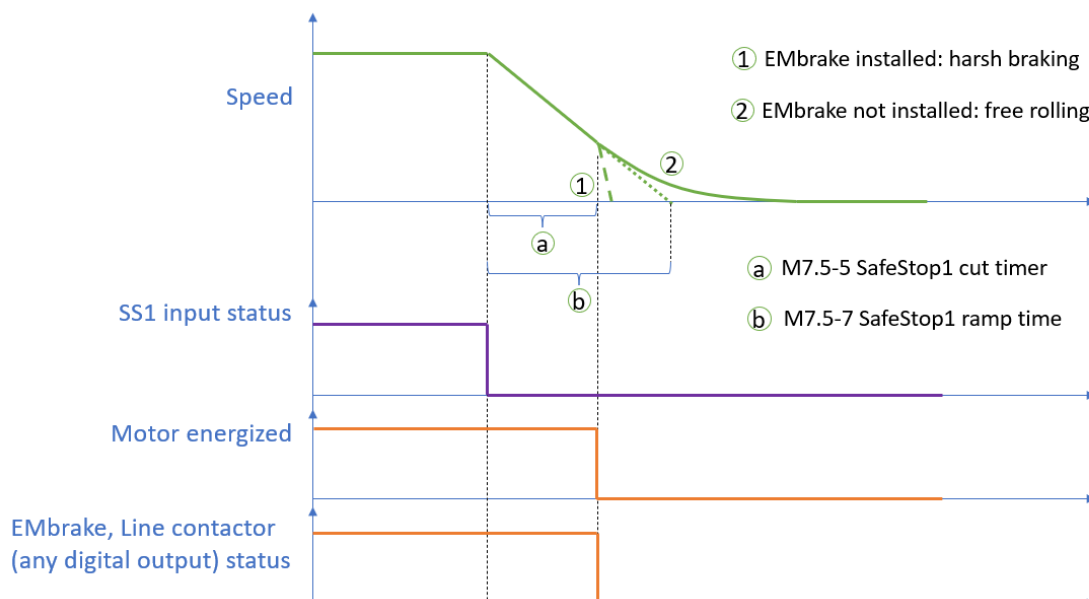 Speed
① EMbrake installed: harsh braking
② EMbrake not installed: free rolling
2
1
a
b
ⓐ M7.5-5 SafeStop1 cut timer
ⓑ M7.5-7 SafeStop1 ramp time
SS1 input status
Motor energized
EMbrake, Line contactor
(any digital output) status